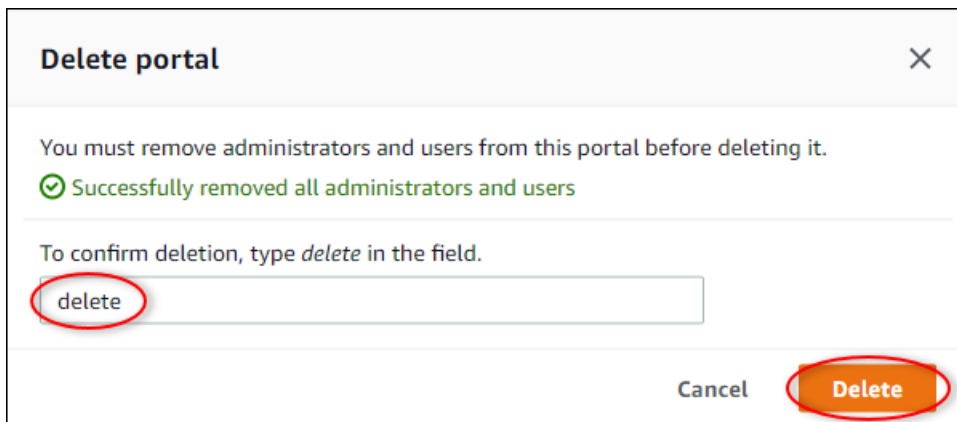 Delete portal
You must remove administrators and users from this portal before deleting it.
Successfully removed all administrators and users
To confirm deletion, type delete in the field.
delete
Cancel
Delete